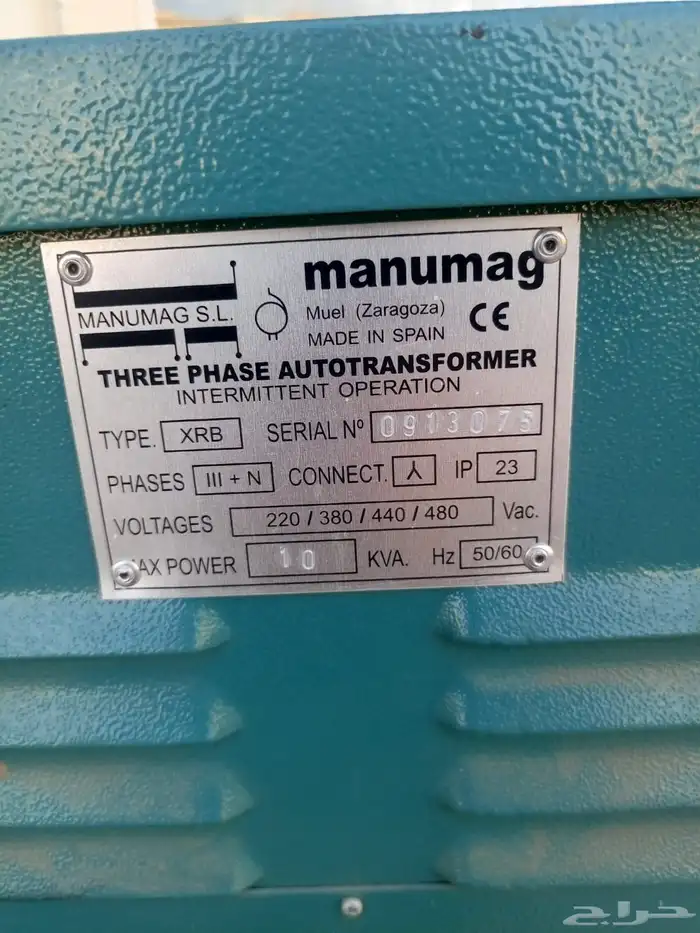 manumag
MANUMAG S.L.
Muel (Zaragoza)
CE
MADE IN SPAIN
THREE PHASE AUTOTRANSFORMER
INTERMITTENT OPERATION
TYPE. XRB SERIAL Nº 0913075
PHASES III + N CONNECT. IP 23
VOLTAGES 220 / 380 / 440 / 480 Vac.
AX POWER 10 KVA. Hz 50/60
حراج